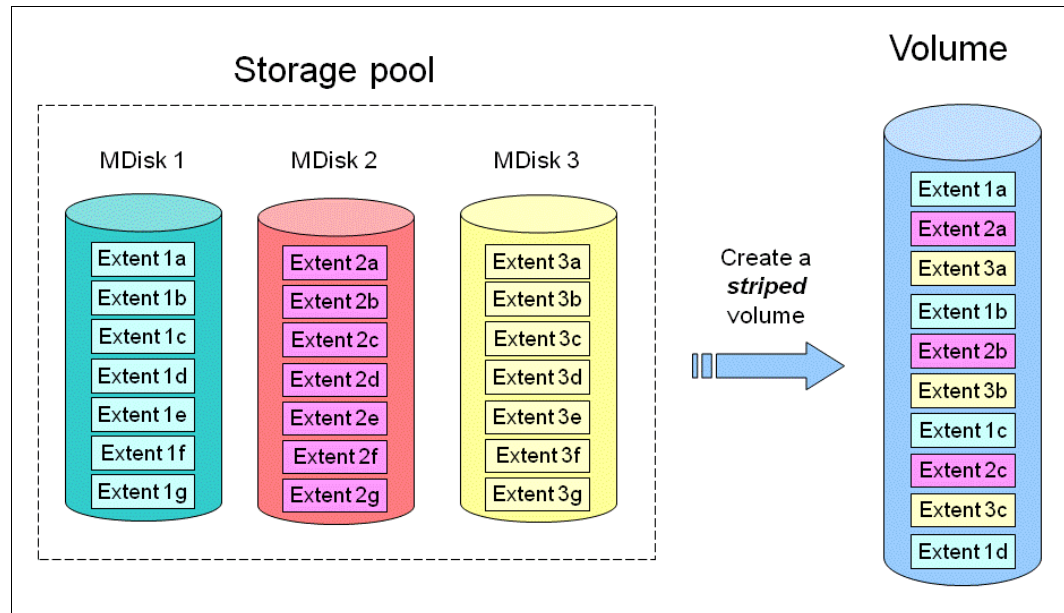 Storage pool
Volume
MDisk 1
MDisk 2
MDisk 3
Extent 1a
Extent 1b
Extent 1c
Extent 1d
Extent 1e
Extent 1f
Extent 1g
Extent 2a
Extent 2b
Extent 2c
Extent 2d
Extent 2e
Extent 2f
Extent 2g
Extent 3a
Extent 3b
Extent 3c
Extent 3d
Extent 3e
Extent 3f
Extent 3g
Create a
striped
volume
Extent 1a
Extent 2a
Extent 3a
Extent 1b
Extent 2b
Extent 3b
Extent 1c
Extent 2c
Extent 3c
Extent 1d